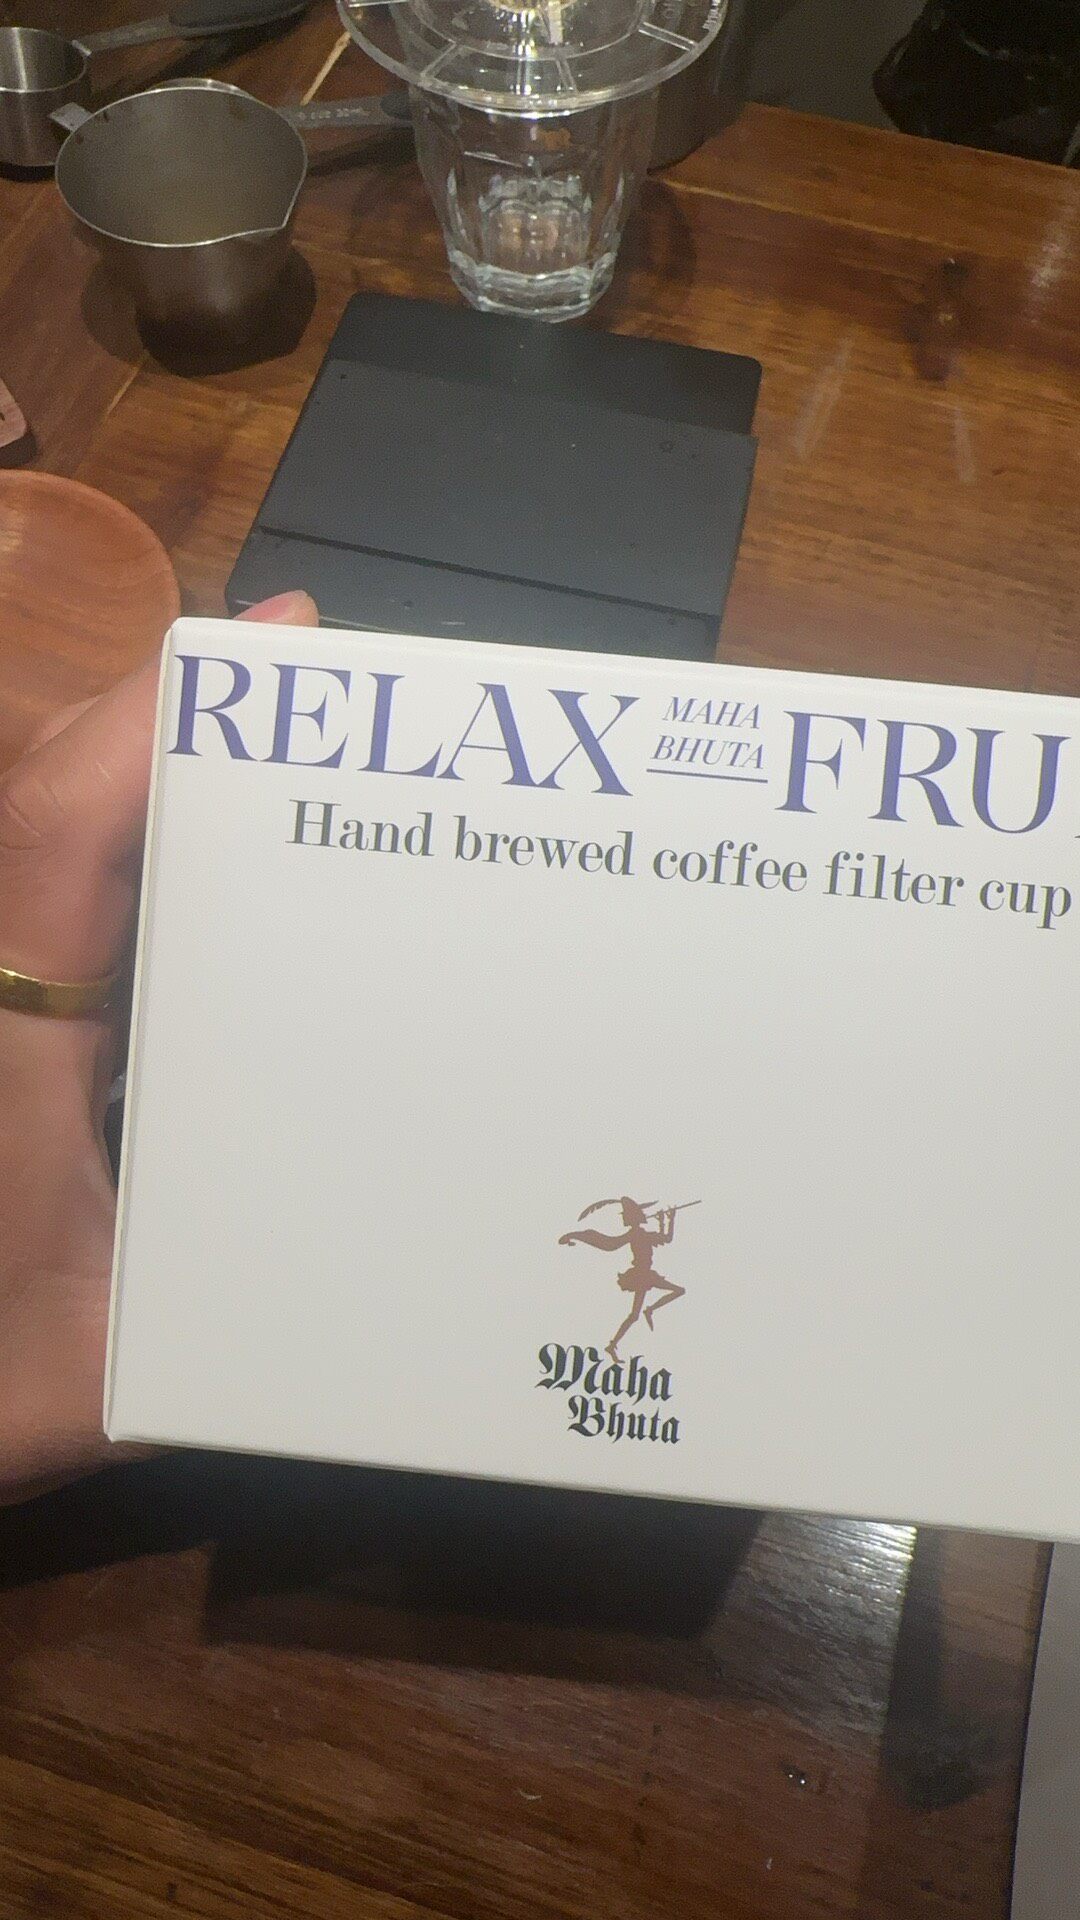 RELAX MAHA BHUTA FRU
Hand brewed coffee filter cup
Maha
Bhuta